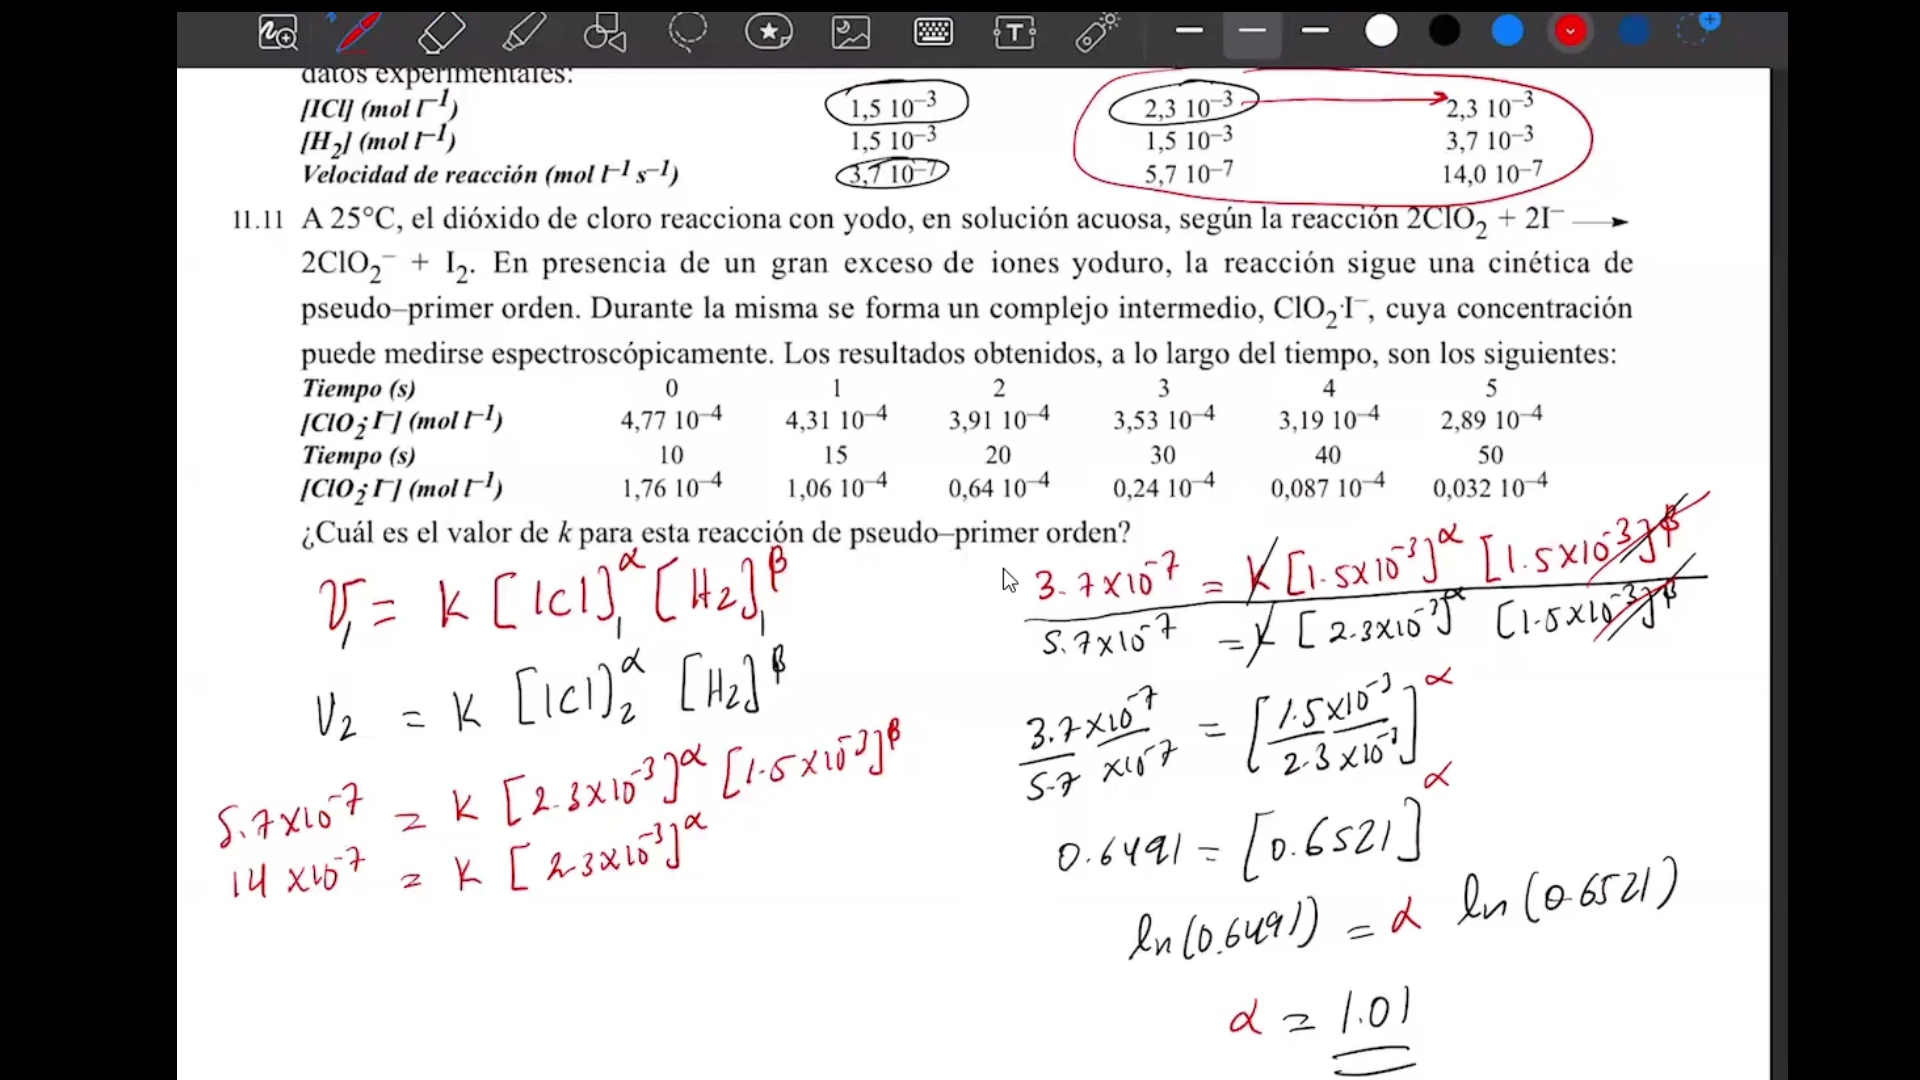 datos experimentales:
[ICl] (mol l⁻¹) 1,5 10⁻³ 2,3 10⁻³ 2,3 10⁻³
[H₂] (mol l⁻¹) 1,5 10⁻³ 1,5 10⁻³ 3,7 10⁻³
Velocidad de reacción (mol l⁻¹ s⁻¹) 3,7 10⁻⁷ 5,7 10⁻⁷ 14,0 10⁻⁷
11.11 A 25°C, el dióxido de cloro reacciona con yodo, en solución acuosa, según la reacción 2ClO₂ + 2I⁻ ⟶
2ClO₂⁻ + I₂. En presencia de un gran exceso de iones yoduro, la reacción sigue una cinética de
pseudo–primer orden. Durante la misma se forma un complejo intermedio, ClO₂·I⁻, cuya concentración
puede medirse espectroscópicamente. Los resultados obtenidos, a lo largo del tiempo, son los siguientes:
Tiempo (s) 0 1 2 3 4 5
[ClO₂·I⁻] (mol l⁻¹) 4,77 10⁻⁴ 4,31 10⁻⁴ 3,91 10⁻⁴ 3,53 10⁻⁴ 3,19 10⁻⁴ 2,89 10⁻⁴
Tiempo (s) 10 15 20 30 40 50
[ClO₂·I⁻] (mol l⁻¹) 1,76 10⁻⁴ 1,06 10⁻⁴ 0,64 10⁻⁴ 0,24 10⁻⁴ 0,087 10⁻⁴ 0,032 10⁻⁴
¿Cuál es el valor de k para esta reacción de pseudo–primer orden?
V₁ = K [ICl]₁^α [H₂]₁^β
V₂ = K [ICl]₂^α [H₂]^β
5.7x10⁻⁷ = K [2.3x10⁻³]^α [1.5x10⁻³]^β
14x10⁻⁷ = K [2.3x10⁻³]^α
3.7x10⁻⁷ = K [1.5x10⁻³]^α [1.5x10⁻³]^β
5.7x10⁻⁷ = K [2.3x10⁻³]^α [1.5x10⁻³]^β
3.7x10⁻⁷ / 5.7x10⁻⁷ = [1.5x10⁻³ / 2.3x10⁻³]^α
0.6491 = [0.6521]^α
ln(0.6491) = α ln(0.6521)
α = 1.01